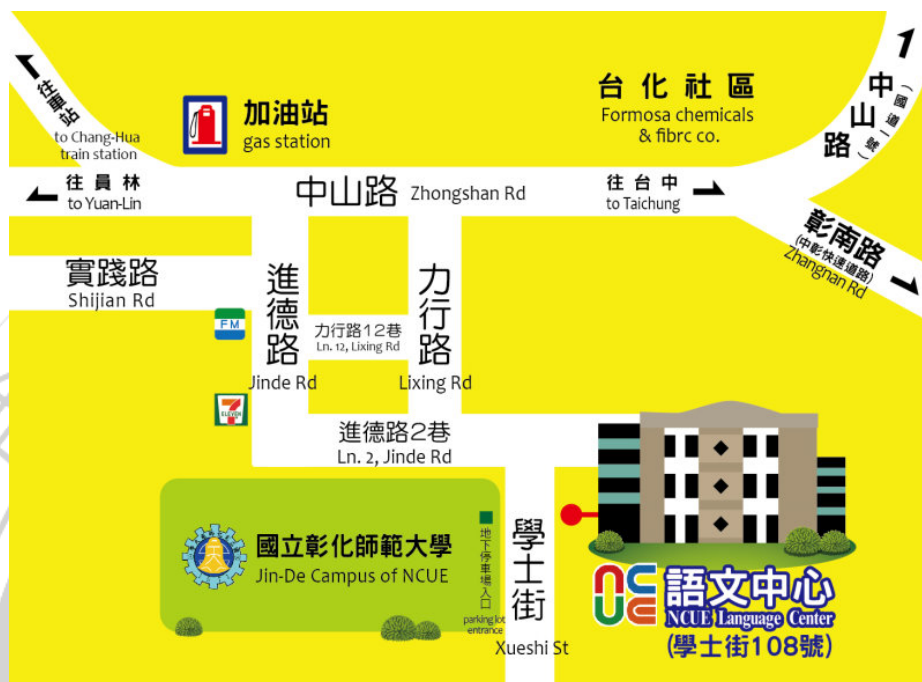 往車站
to Chang-Hua
train station
加油站
gas station
台化社區
Formosa chemicals
& fibrc co.
1
中山路
(國道一號)
往員林
to Yuan-Lin
中山路 Zhongshan Rd
往台中
to Taichung
彰南路
(中彰快速道路)
Zhangnan Rd
實踐路
Shijian Rd
FM
進德路
Jinde Rd
力行路12巷
Ln. 12, Lixing Rd
力行路
Lixing Rd
7
ELEVEN
進德路2巷
Ln. 2, Jinde Rd
國立彰化師範大學
Jin-De Campus of NCUE
地下停車場入口
parking lot
entrance
學士街
Xueshi St
NCUE
語文中心
NCUE Language Center
(學士街108號)